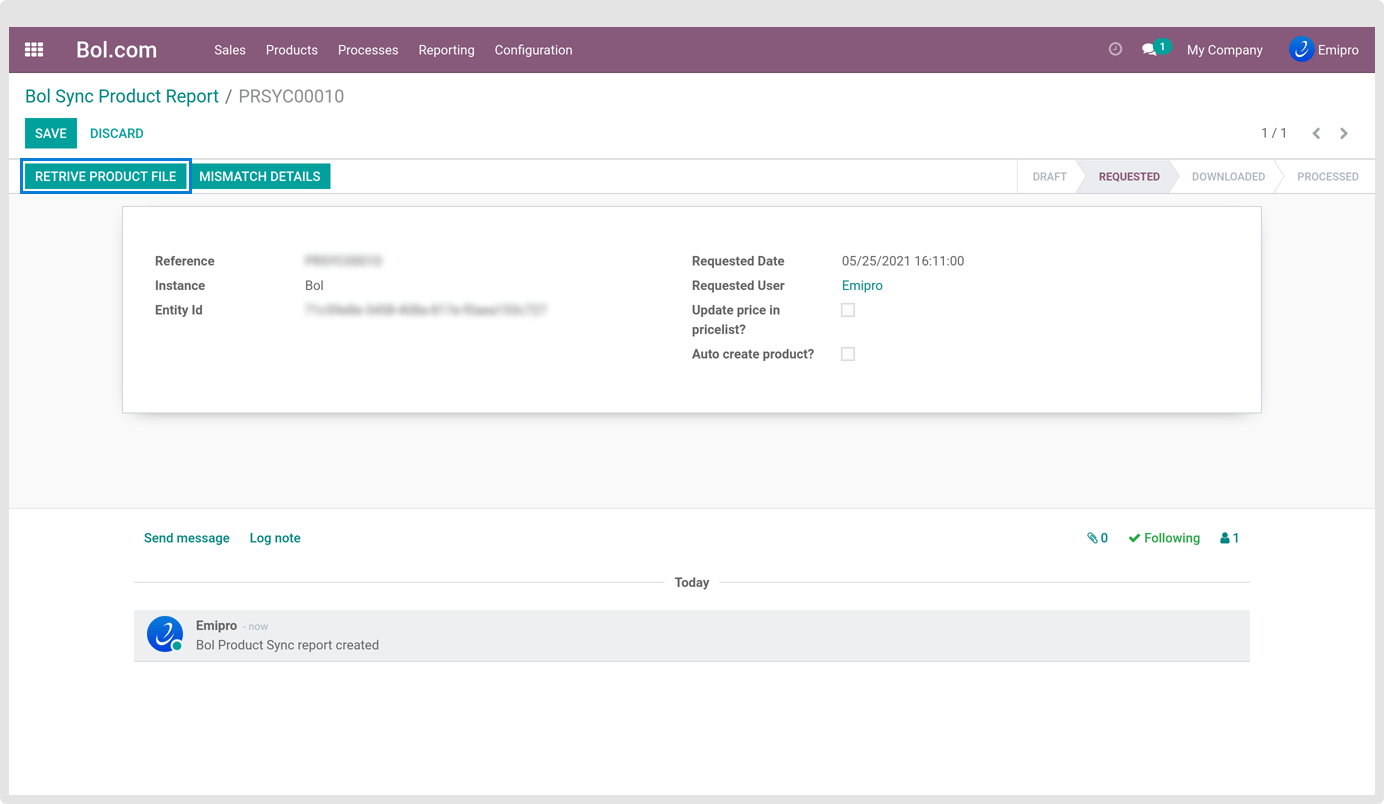 Bol.com Sales Products Processes Reporting Configuration 1 My Company Emipro
Bol Sync Product Report / PRSYC00010
SAVE DISCARD 1 / 1
RETRIVE PRODUCT FILE MISMATCH DETAILS DRAFT REQUESTED DOWNLOADED PROCESSED
Reference Requested Date 05/25/2021 16:11:00
Instance Bol Requested User Emipro
Entity Id Update price in
pricelist?
Auto create product?
Send message Log note 0 Following 1
Today
Emipro - now
Bol Product Sync report created